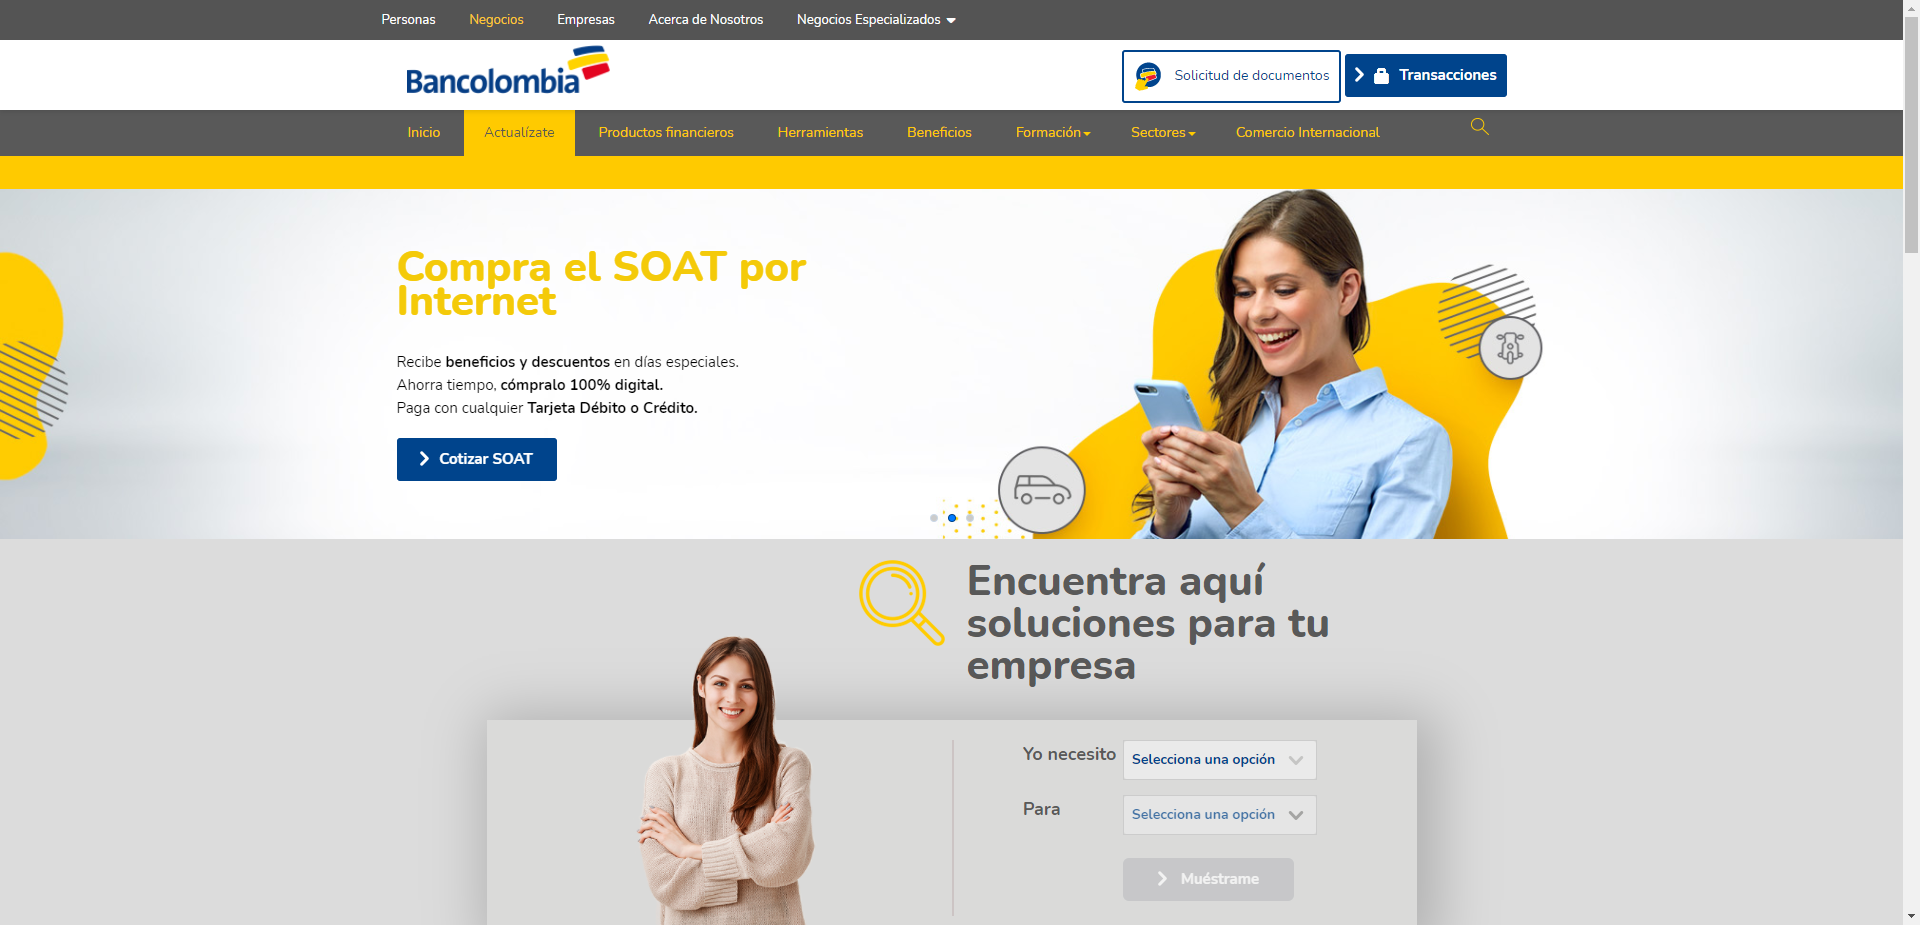 Personas Negocios Empresas Acerca de Nosotros Negocios Especializados
Bancolombia
Solicitud de documentos
Transacciones
Inicio Actualízate Productos financieros Herramientas Beneficios Formación Sectores Comercio Internacional
Compra el SOAT por
Internet
Recibe beneficios y descuentos en días especiales.
Ahorra tiempo, cómpralo 100% digital.
Paga con cualquier Tarjeta Débito o Crédito.
Cotizar SOAT
Encuentra aquí
soluciones para tu
empresa
Yo necesito Selecciona una opción
Para Selecciona una opción
Muéstrame